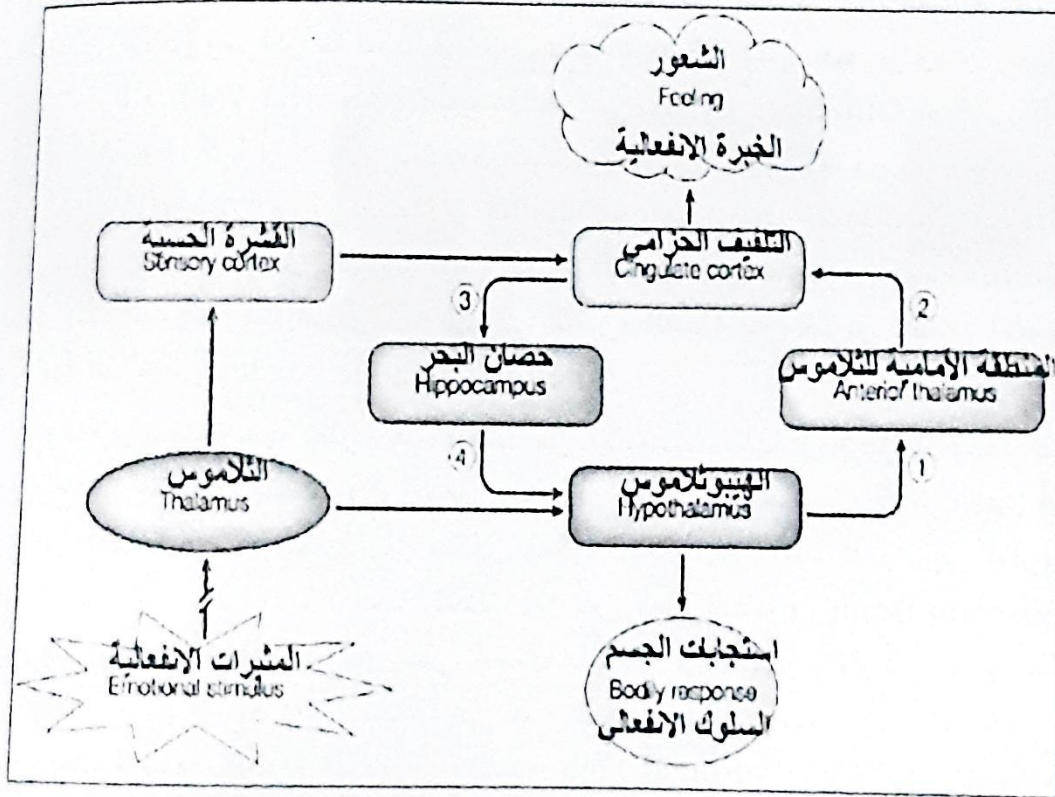 الشعور
Feeling
الخبرة الانفعالية
القشرة الحسية
Sensory cortex
التلفيف الحزامي
Cingulate cortex
3
2
حصان البحر
Hippocampus
المنطقة الأمامية للثلاموس
Anterior thalamus
4
1
الثلاموس
Thalamus
الهيبوثلاموس
Hypothalamus
المثيرات الانفعالية
Emotional stimulus
استجابات الجسم
Bodily response
السلوك الانفعالي